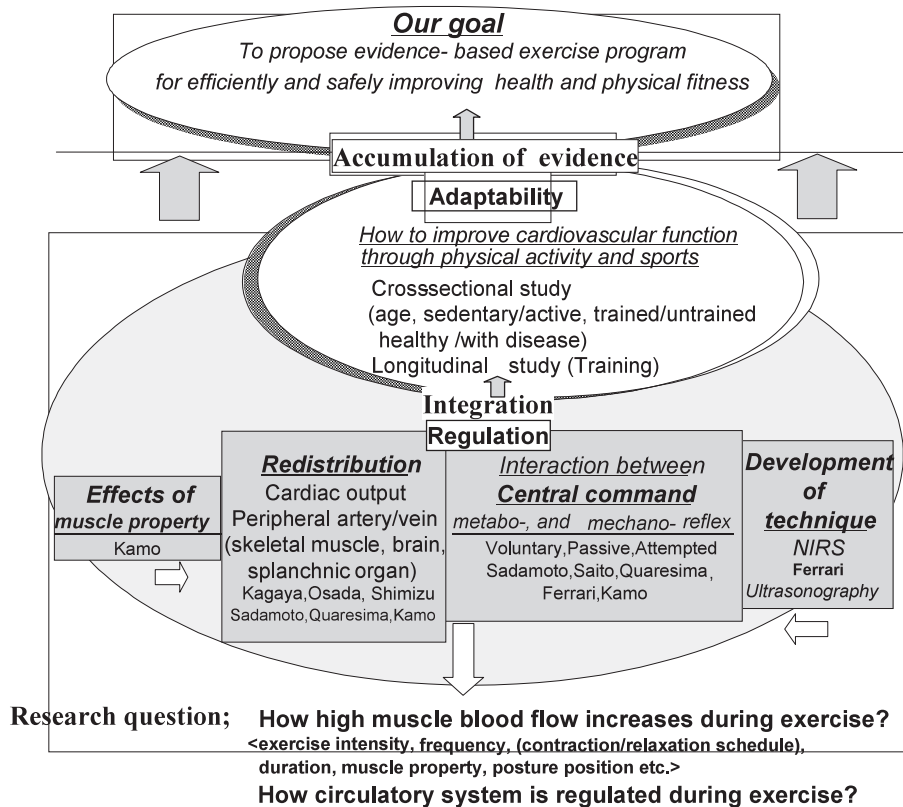 Our goal
To propose evidence- based exercise program
for efficiently and safely improving health and physical fitness
Accumulation of evidence
Adaptability
How to improve cardiovascular function
through physical activity and sports
Crosssectional study
(age, sedentary/active, trained/untrained
healthy /with disease)
Longitudinal study (Training)
Integration
Regulation
Effects of
muscle property
Kamo
Redistribution
Cardiac output
Peripheral artery/vein
(skeletal muscle, brain,
splanchnic organ)
Kagaya,Osada, Shimizu
Sadamoto,Quaresima,Kamo
Interaction between
Central command
metabo-, and mechano- reflex
Voluntary,Passive,Attempted
Sadamoto,Saito,Quaresima,
Ferrari,Kamo
Development
of
technique
NIRS
Ferrari
Ultrasonography
Research question; How high muscle blood flow increases during exercise?
<exercise intensity, frequency, (contraction/relaxation schedule),
duration, muscle property, posture position etc.>
How circulatory system is regulated during exercise?